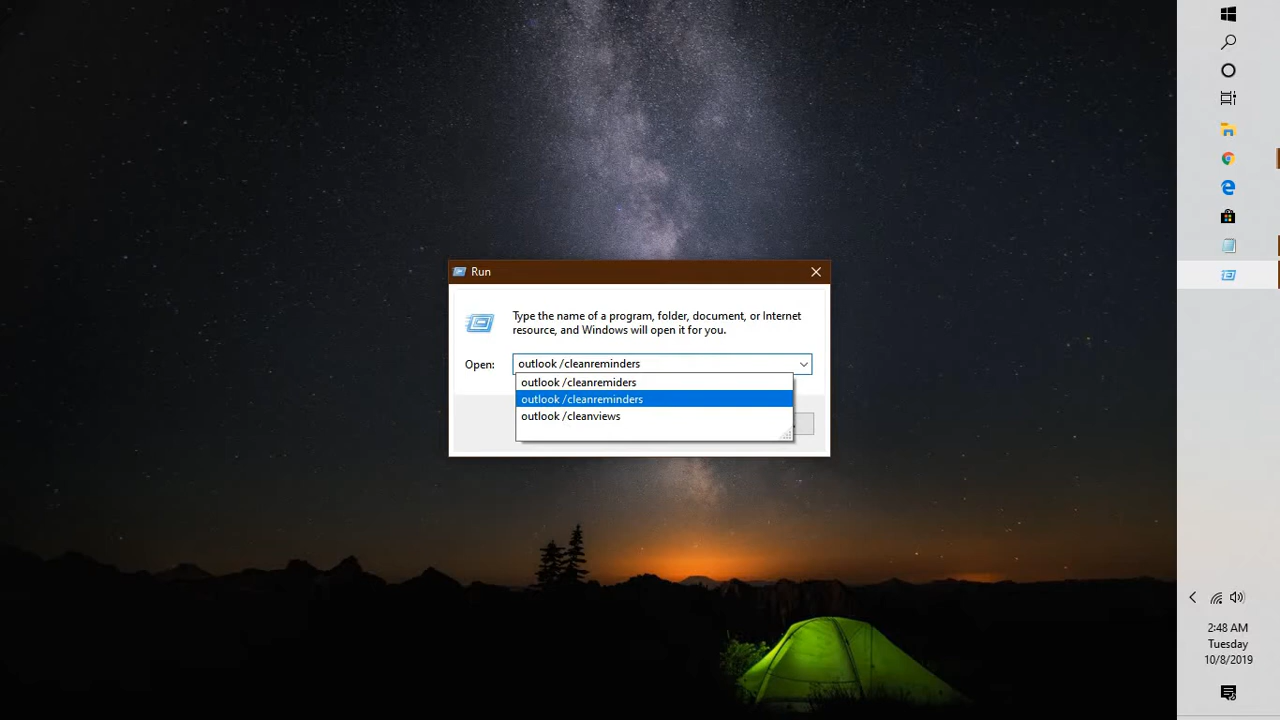 Run
Type the name of a program, folder, document, or Internet
resource, and Windows will open it for you.
Open:
outlook /cleanreminders
outlook /cleanremiders
outlook /cleanreminders
outlook /cleanviews
2:48 AM
Tuesday
10/8/2019